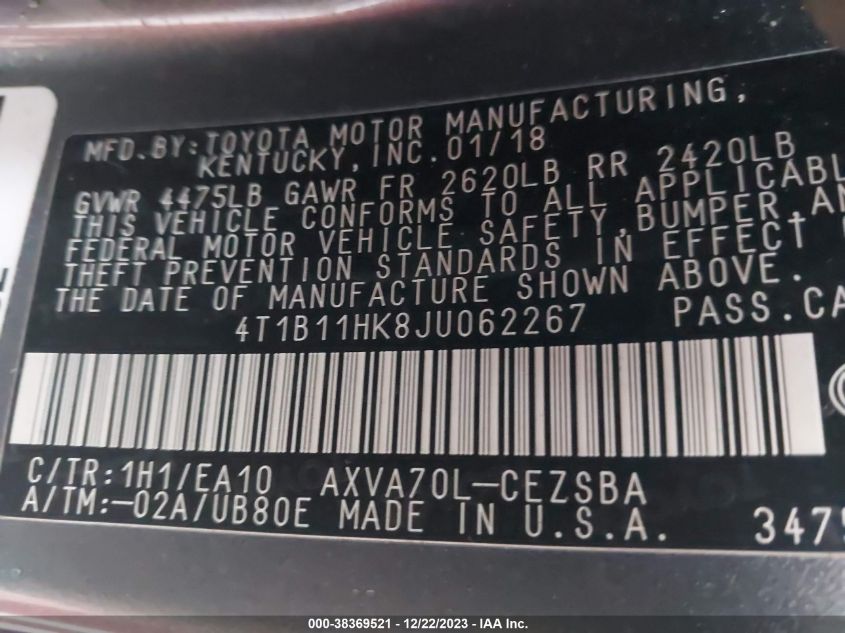 MFD.BY:TOYOTA MOTOR MANUFACTURING,
KENTUCKY, INC. 01/18
GVWR 4475LB GAWR FR 2620LB RR 2420LB
THIS VEHICLE CONFORMS TO ALL APPLICABL
FEDERAL MOTOR VEHICLE SAFETY,BUMPER,AN
THEFT PREVENTION STANDARDS IN EFFECT
THE DATE OF MANUFACTURE SHOWN ABOVE.
4T1B11HK8JU062267 PASS.CA
C/TR:1H1/EA10 AXVA70L-CEZSBA
A/TM:-02A/UB80E MADE IN U.S.A. 3475
000-38369521 - 12/22/2023 - IAA Inc.